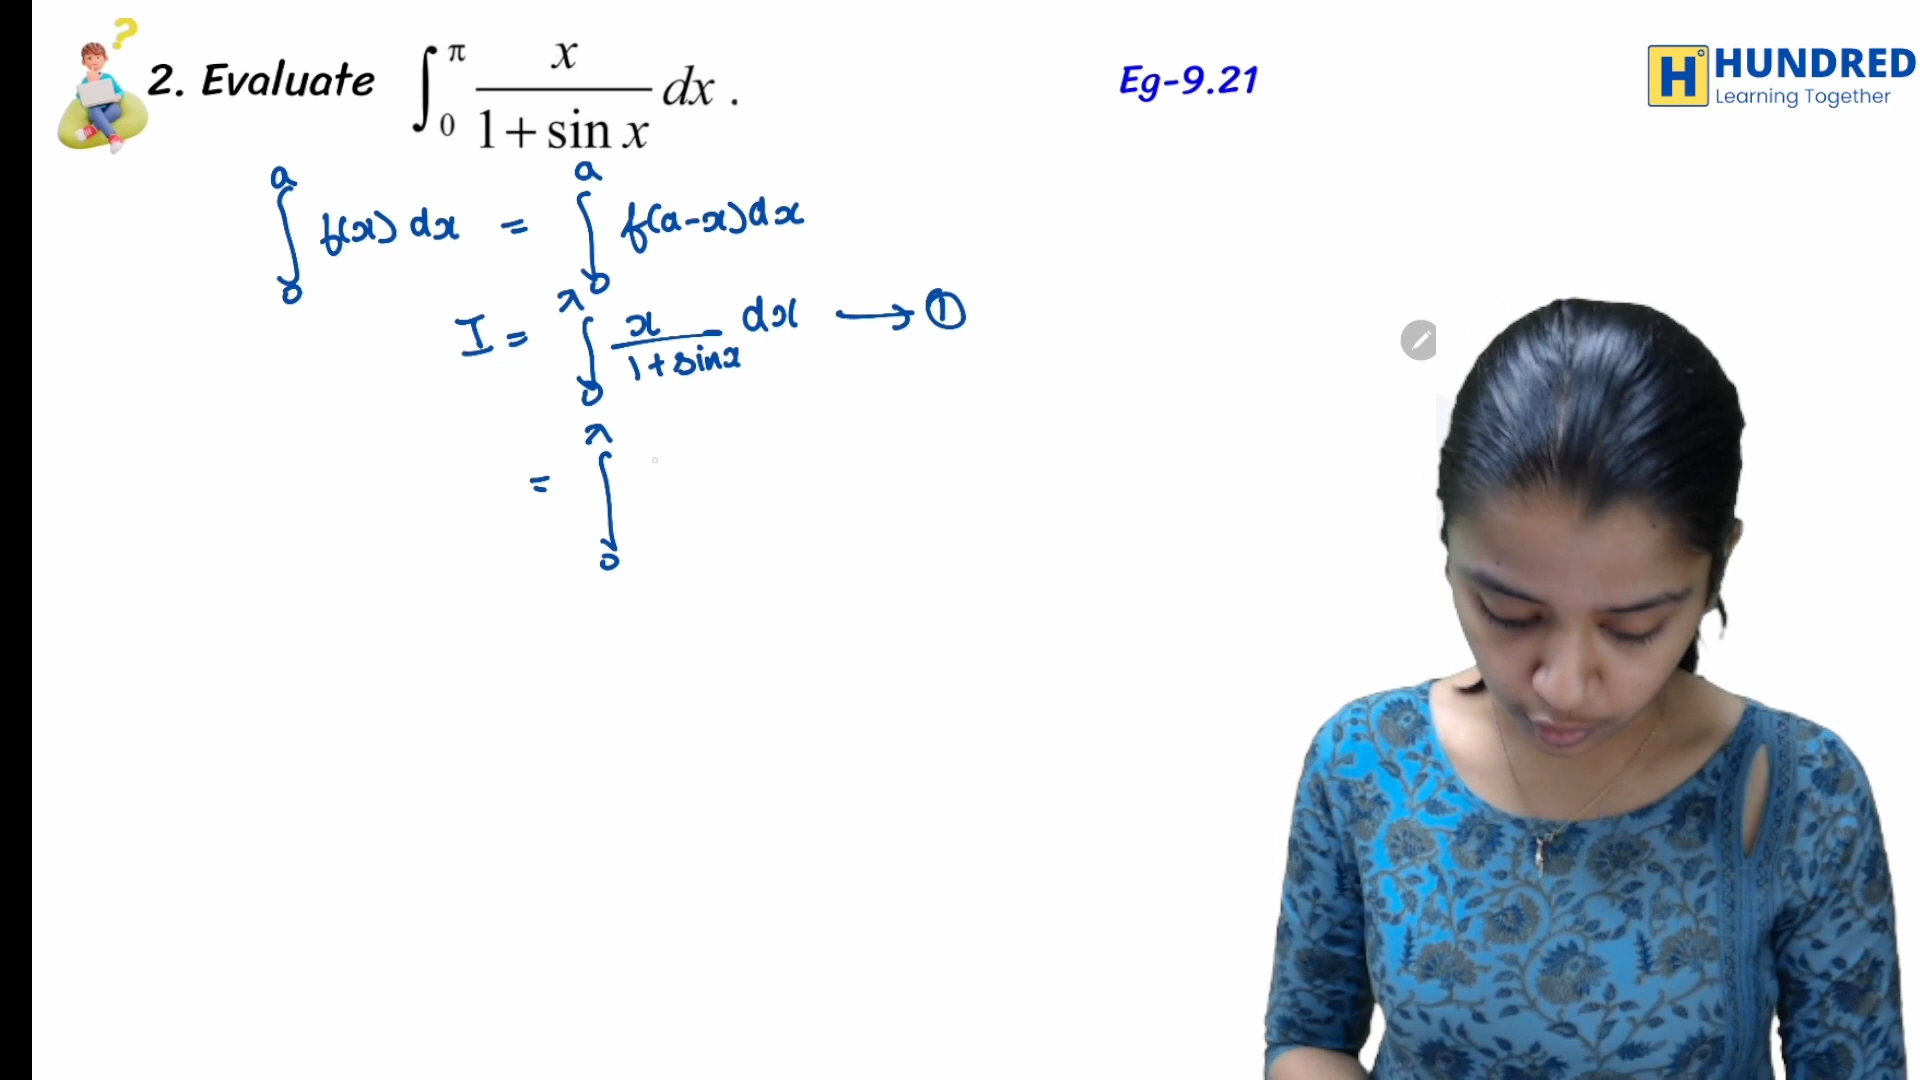 2. Evaluate ∫₀^π x/(1 + sin x) dx .
Eg-9.21
HUNDRED
Learning Together
∫₀^a f(x) dx = ∫₀^a f(a-x) dx
I = ∫₀^π x/(1 + sin x) dx → ①
= ∫₀^π